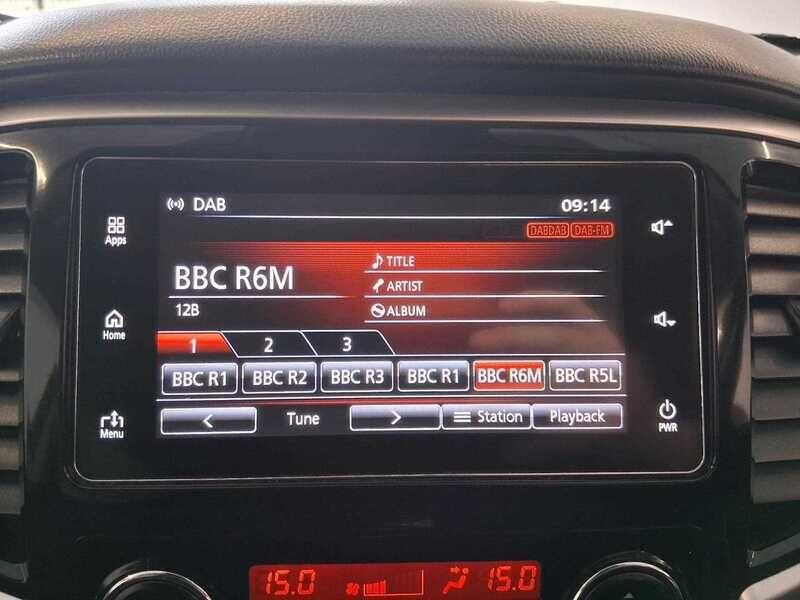 DAB 09:14
Apps
DABDAB DAB-FM
TITLE
BBC R6M
ARTIST
12B
ALBUM
Home
1 2 3
BBC R1 BBC R2 BBC R3 BBC R1 BBC R6M BBC R5L
< Tune > Station Playback
Menu
PWR
15.0 15.0